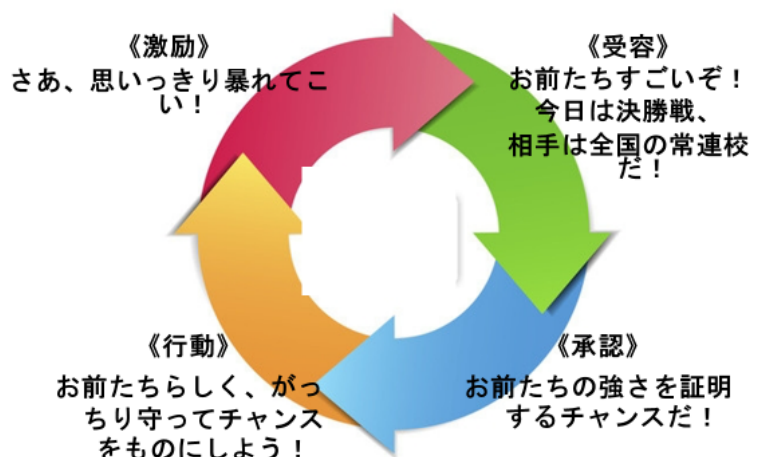 《激励》
さあ、思いっきり暴れてこ
い！
《受容》
お前たちすごいぞ！
今日は決勝戦、
相手は全国の常連校
だ！
《行動》
お前たちらしく、がっ
ちり守ってチャンス
をものにしよう！
《承認》
お前たちの強さを証明
するチャンスだ！